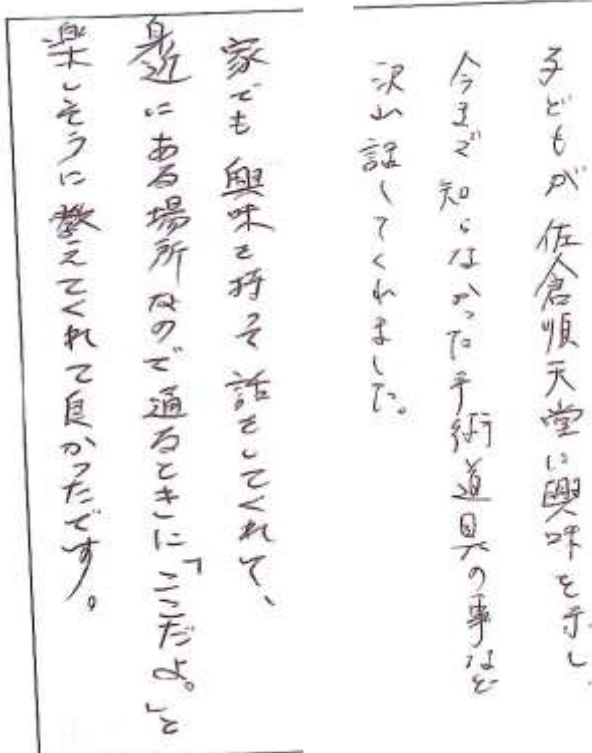 子どもが佐倉順天堂に興味を示し、
今まで知らなかった手術道具の事など
沢山話してくれました。
家でも興味を持って話をしてくれて、
身近にある場所なので通るときに「ここだよ。」と
楽しそうに教えてくれて良かったです。